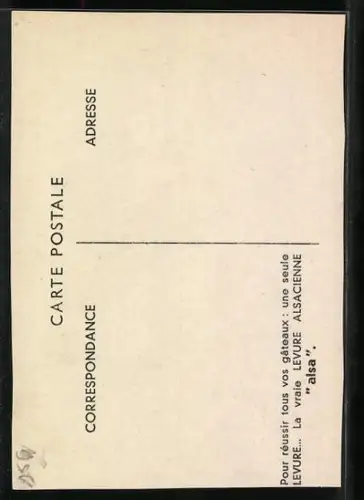 CARTE POSTALE
CORRESPONDANCE
ADRESSE
Pour réussir tous vos gâteaux : une seule
LEVURE... La vraie LEVURE ALSACIENNE
"alsa".